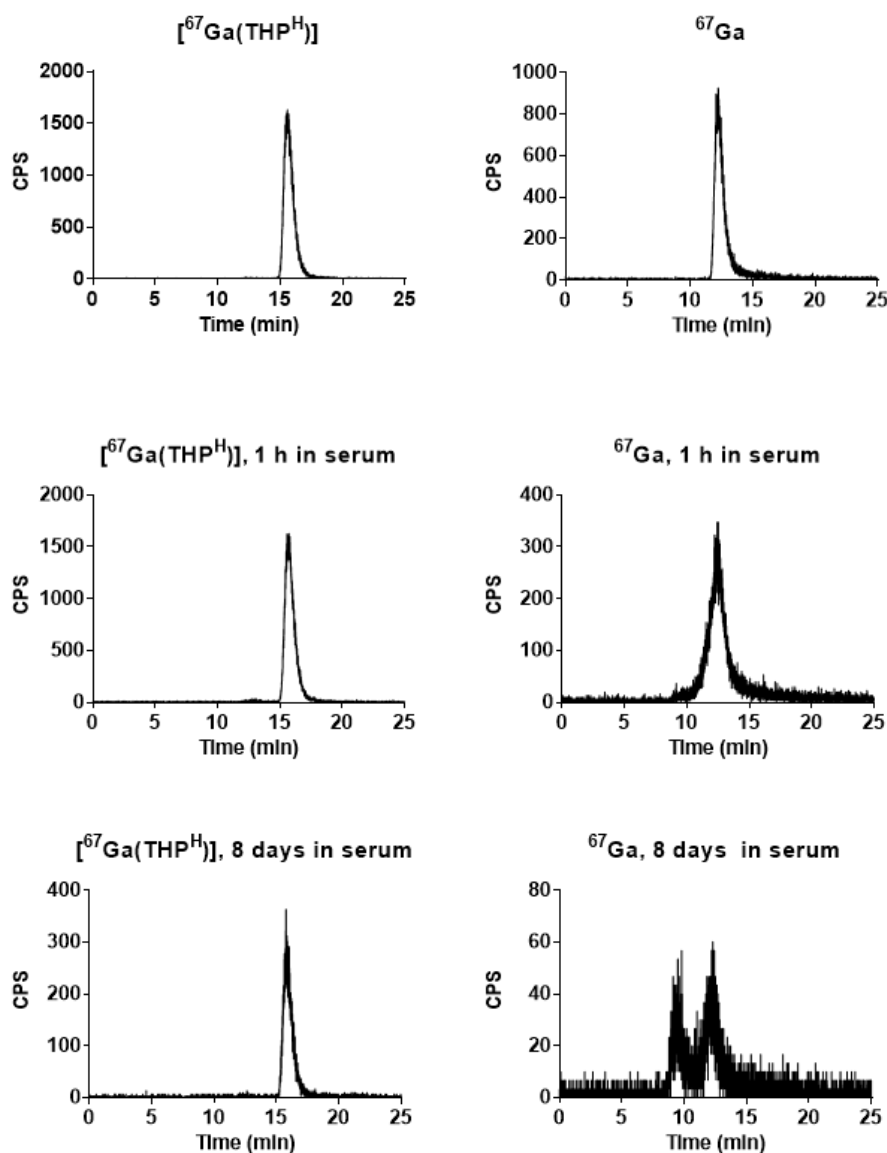 [⁶⁷Ga(THPᴴ)]
2000
1500
1000
500
0
CPS
0 5 10 15 20 25
Time (min)
⁶⁷Ga
1000
800
600
400
200
0
CPS
0 5 10 15 20 25
Time (min)
[⁶⁷Ga(THPᴴ)], 1 h in serum
2000
1500
1000
500
0
CPS
0 5 10 15 20 25
Time (min)
⁶⁷Ga, 1 h in serum
400
300
200
100
0
CPS
0 5 10 15 20 25
Time (min)
[⁶⁷Ga(THPᴴ)], 8 days in serum
400
300
200
100
0
CPS
0 5 10 15 20 25
Time (min)
⁶⁷Ga, 8 days in serum
80
60
40
20
0
CPS
0 5 10 15 20 25
Time (min)